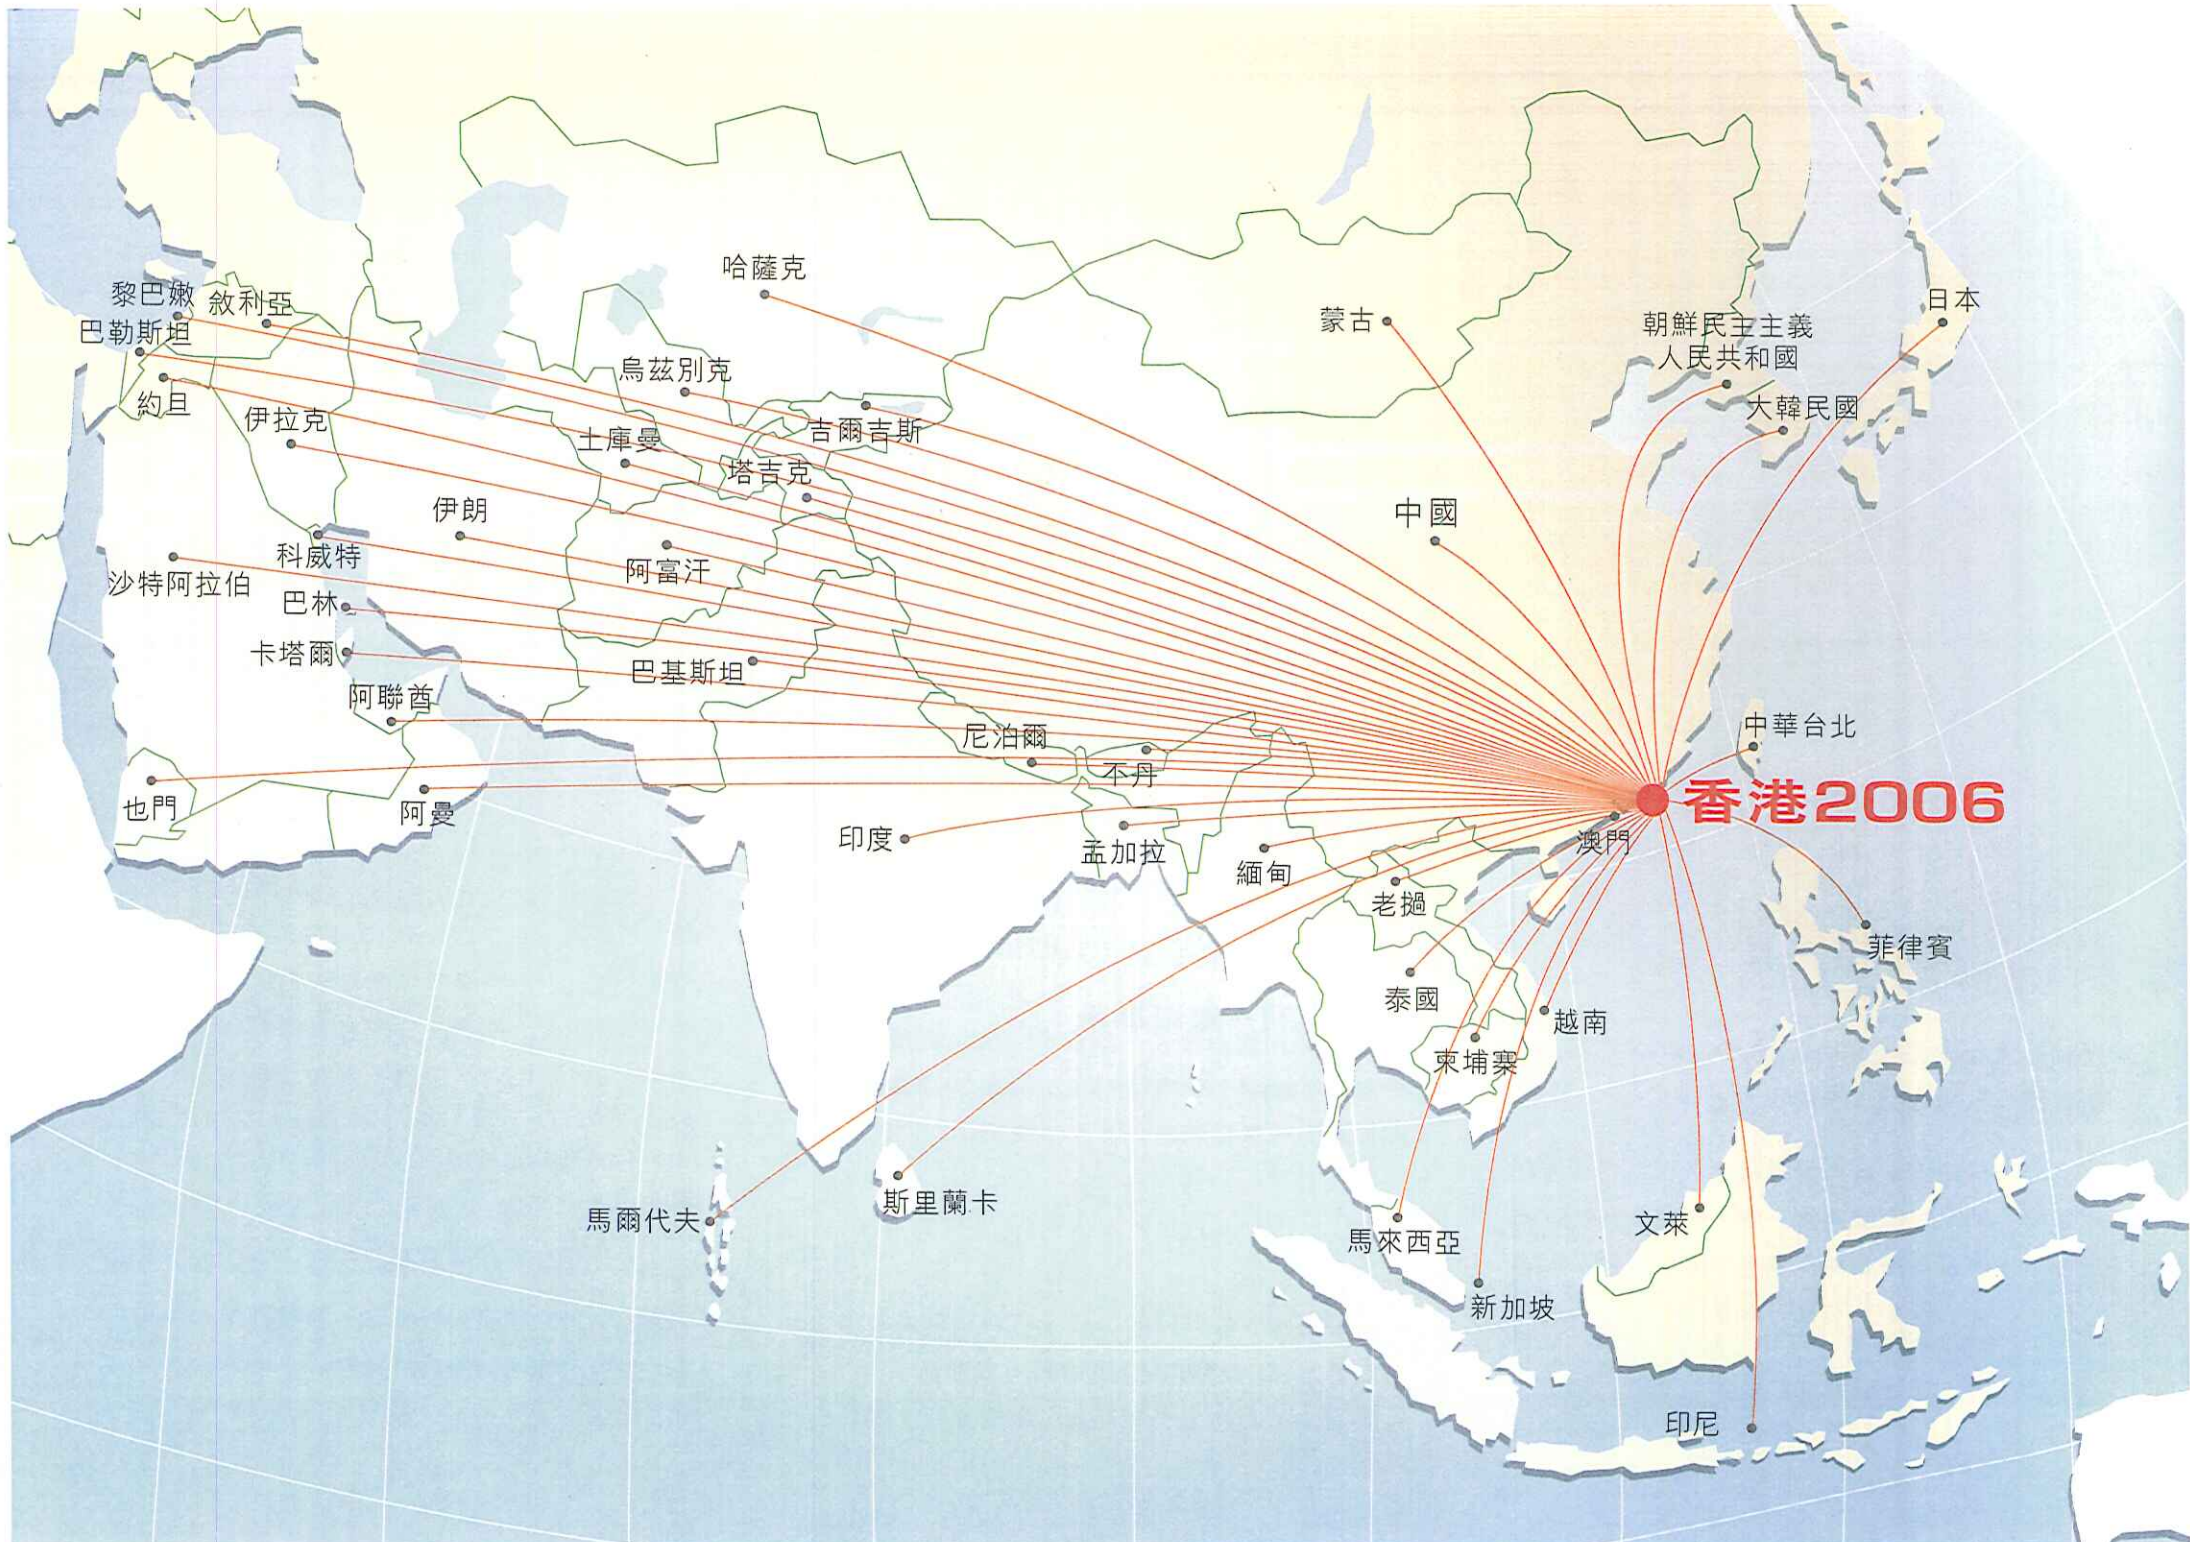 哈薩克
黎巴嫩
敘利亞
巴勒斯坦
約旦
伊拉克
烏茲別克
吉爾吉斯
土庫曼
塔吉克
蒙古
朝鮮民主主義
人民共和國
日本
大韓民國
中國
伊朗
科威特
沙特阿拉伯
阿富汗
巴林
卡塔爾
巴基斯坦
阿聯酋
尼泊爾
不丹
中華台北
香港2006
也門
阿曼
印度
孟加拉
緬甸
澳門
老撾
泰國
越南
柬埔寨
菲律賓
馬爾代夫
斯里蘭卡
馬來西亞
新加坡
文萊
印尼